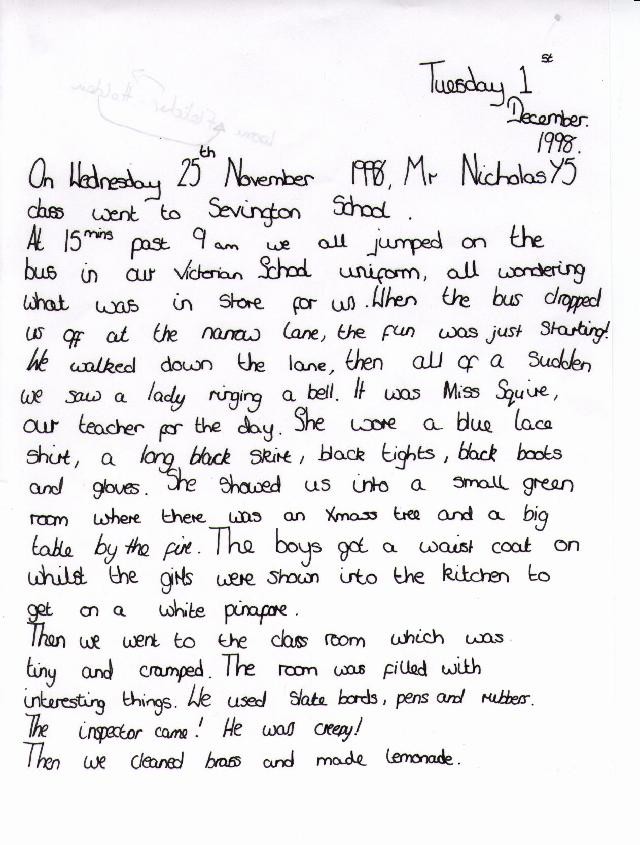 Tuesday 1st
December.
1998.
On Wednesday 25th November 1998, Mr Nicholas Y5
class went to Sevington School.
At 15mins past 9am we all jumped on the
bus in our Victorian School uniform, all wondering
what was in store for us. When the bus dropped
us off at the narrow lane, the fun was just starting!
We walked down the lane, then all of a sudden
we saw a lady ringing a bell. It was Miss Squire,
our teacher for the day. She wore a blue lace
shirt, a long black skirt, black tights, black boots
and gloves. She showed us into a small green
room where there was an Xmass tree and a big
table by the fire. The boys got a waist coat on
whilst the girls were shown into the kitchen to
get on a white pinapore.
Then we went to the class room which was
tiny and cramped. The room was filled with
interesting things. We used slate bords, pens and rubbers.
The inspector came! He was creepy!
Then we cleaned brass and made lemonade.